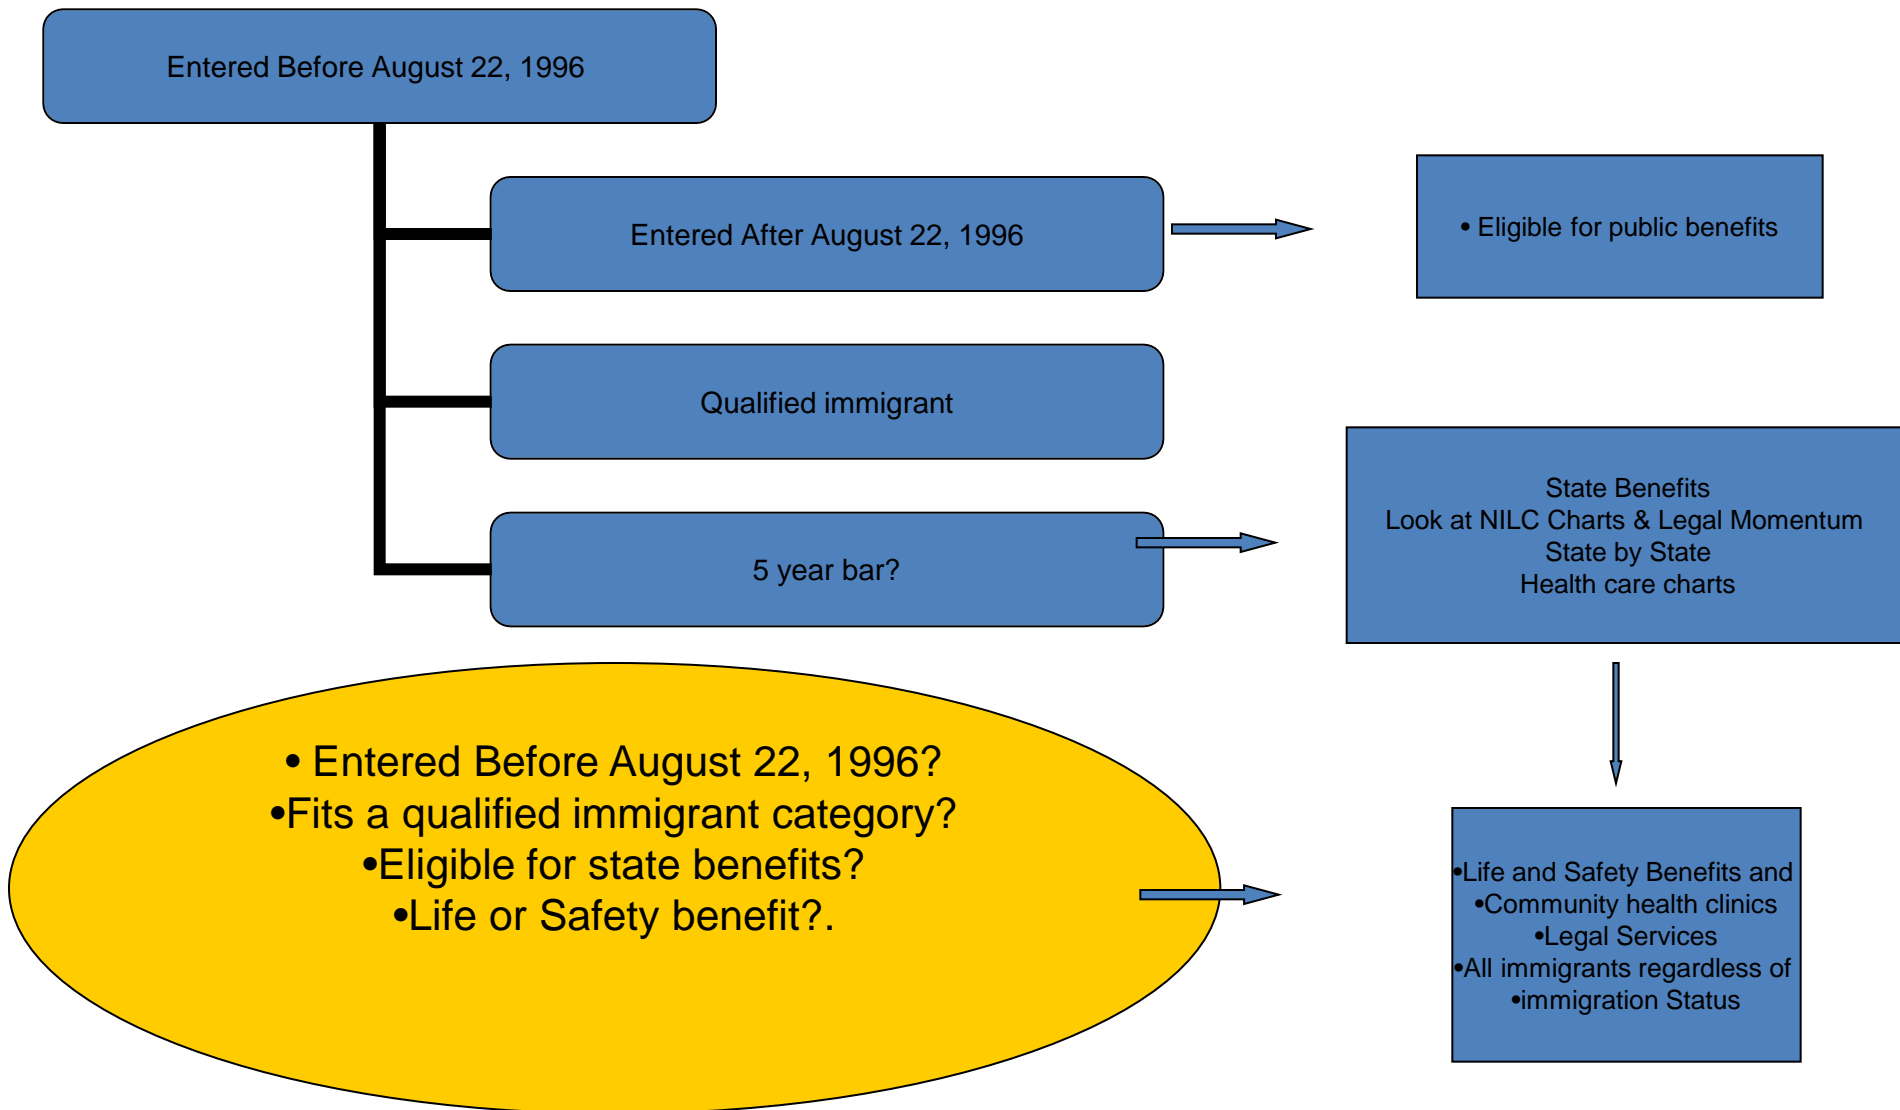 Entered Before August 22, 1996
Entered After August 22, 1996
• Eligible for public benefits
Qualified immigrant
5 year bar?
State Benefits
Look at NILC Charts & Legal Momentum
State by State
Health care charts
• Entered Before August 22, 1996?
•Fits a qualified immigrant category?
•Eligible for state benefits?
•Life or Safety benefit?.
•Life and Safety Benefits and
•Community health clinics
•Legal Services
•All immigrants regardless of
•immigration Status